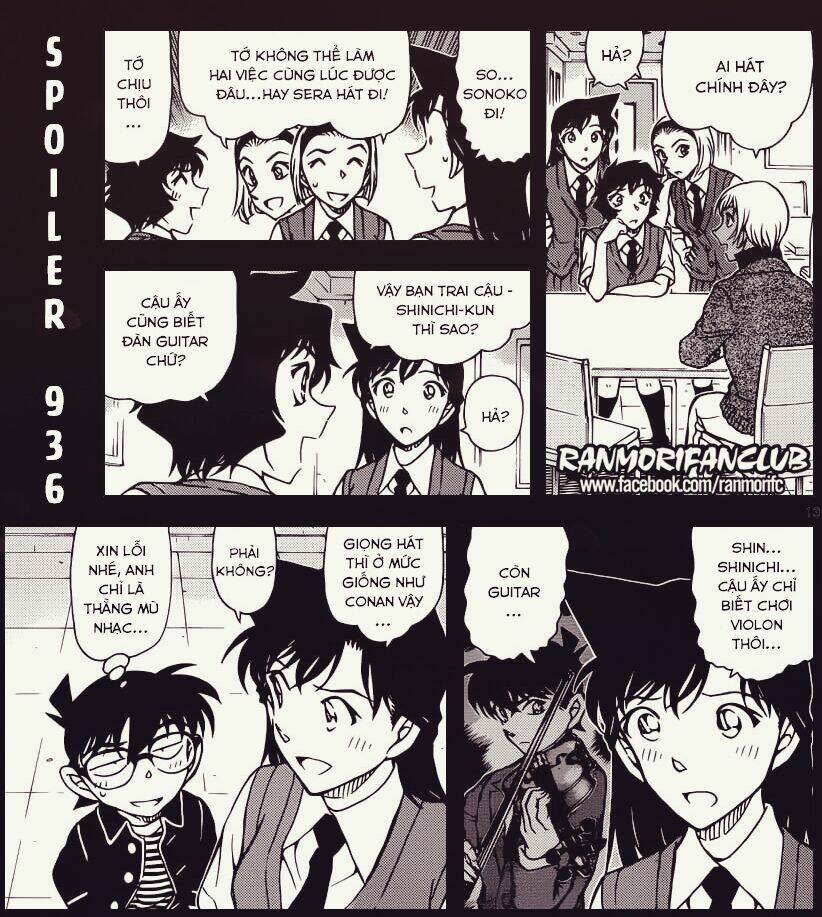 SPOILER 936
AI HÁT
CHÍNH ĐÂY?
HẢ?
SO...
SONOKO
ĐI!
TỚ KHÔNG THỂ LÀM
HAI VIỆC CÙNG LÚC ĐƯỢC
ĐÂU...HAY SERA HÁT ĐI!
TỚ
CHỊU
THÔI
...
VẬY BẠN TRAI CẬU -
SHINICHI-KUN
THÌ SAO?
HẢ?
CẬU ẤY
CŨNG BIẾT
ĐÀN GUITAR
CHỨ?
RANMORIFANCLUB
www.facebook.com/ranmorifc
13
SHIN...
SHINICHI...
CẬU ẤY CHỈ
BIẾT CHƠI
VIOLON
THÔI...
CÒN
GUITAR
...
GIỌNG HÁT
THÌ Ở MỨC
GIỐNG NHƯ
CONAN VẬY
...
PHẢI
KHÔNG?
XIN LỖI
NHÉ, ANH
CHỈ LÀ
THẰNG MÙ
NHẠC...